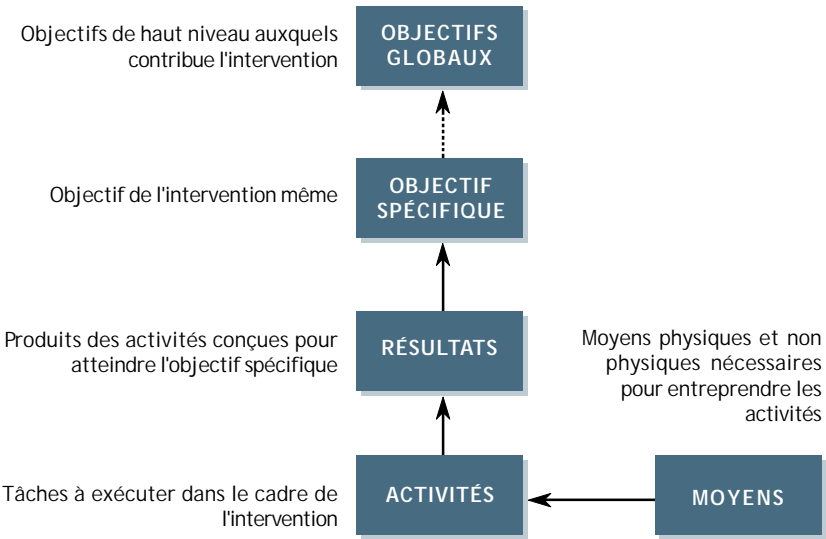 Objectifs de haut niveau auxquels
contribue l'intervention
OBJECTIFS
GLOBAUX
Objectif de l'intervention même
OBJECTIF
SPÉCIFIQUE
Produits des activités conçues pour
atteindre l'objectif spécifique
RÉSULTATS
Moyens physiques et non
physiques nécessaires
pour entreprendre les
activités
Tâches à exécuter dans le cadre de
l'intervention
ACTIVITÉS
MOYENS